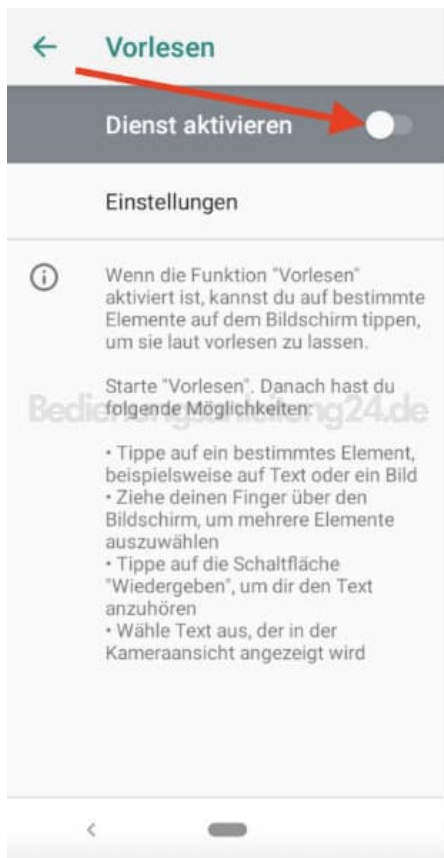 Vorlesen
Dienst aktivieren
Einstellungen
Wenn die Funktion "Vorlesen"
aktiviert ist, kannst du auf bestimmte
Elemente auf dem Bildschirm tippen,
um sie laut vorlesen zu lassen.
Starte "Vorlesen". Danach hast du
folgende Möglichkeiten:
Bedienungsanleitung24.de
• Tippe auf ein bestimmtes Element,
beispielsweise auf Text oder ein Bild
• Ziehe deinen Finger über den
Bildschirm, um mehrere Elemente
auszuwählen
• Tippe auf die Schaltfläche
"Wiedergeben", um dir den Text
anzuhören
• Wähle Text aus, der in der
Kameraansicht angezeigt wird